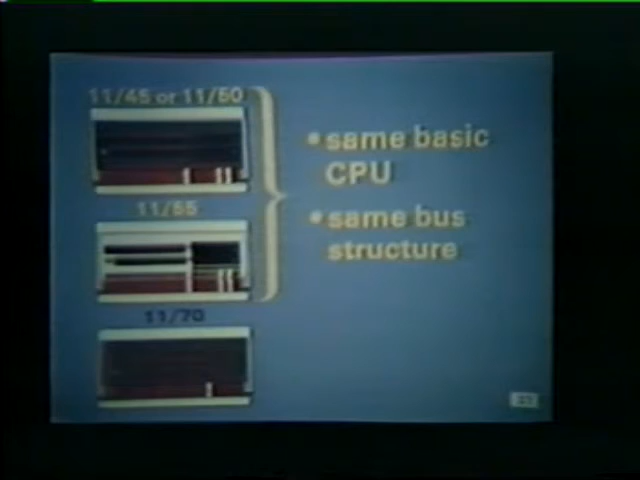 11/45 or 11/50
• same basic
CPU
11/55
• same bus
structure
11/70